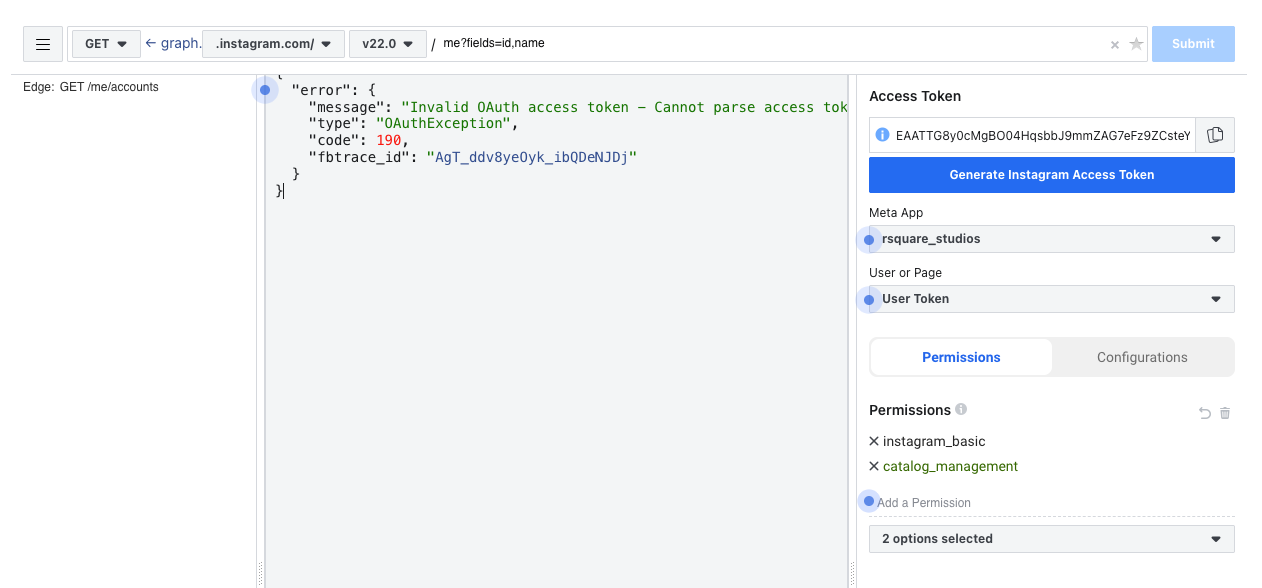 GET ← graph. .instagram.com/ v22.0 / me?fields=id,name × Submit
Edge: GET /me/accounts
{
"error": {
"message": "Invalid OAuth access token – Cannot parse access tok
"type": "OAuthException",
"code": 190,
"fbtrace_id": "AgT_ddv8yeOyk_ibQDeNJDj"
}
}
Access Token
EAATTG8y0cMgBO04HqsbbJ9mmZAG7eFz9ZCsteY
Generate Instagram Access Token
Meta App
rsquare_studios
User or Page
User Token
Permissions Configurations
Permissions
instagram_basic
catalog_management
Add a Permission
2 options selected